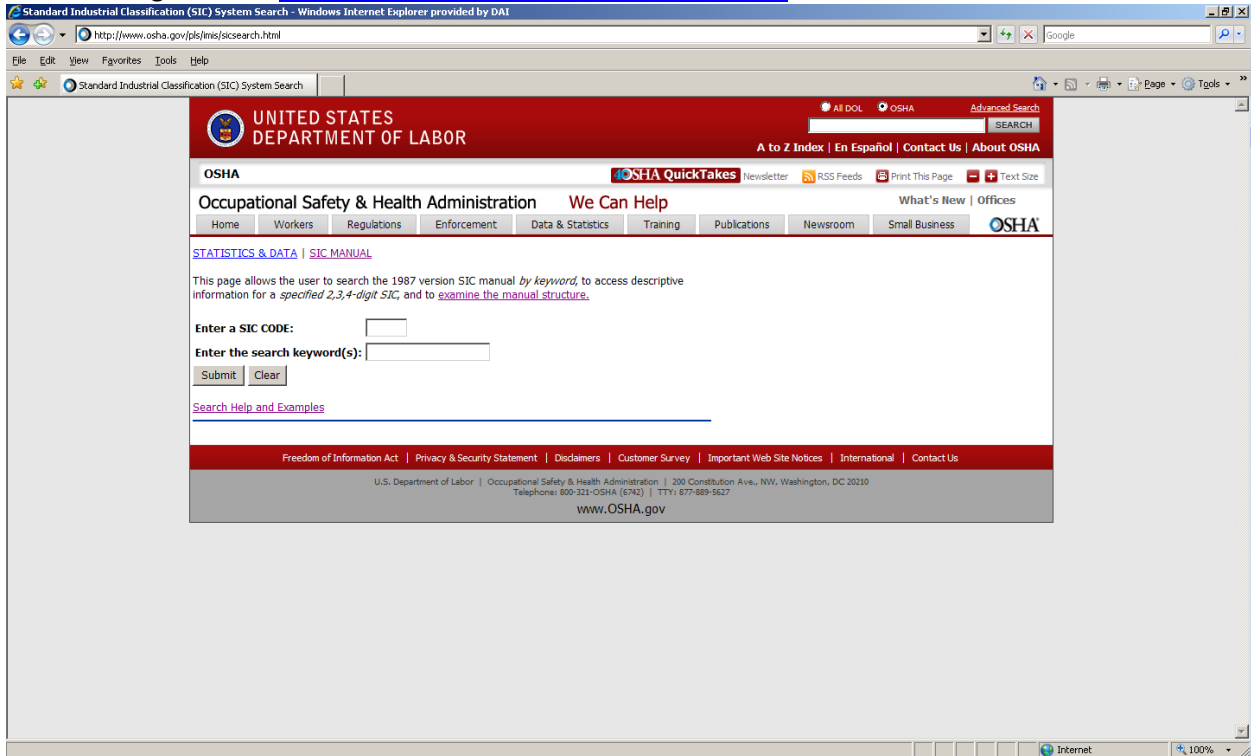 Standard Industrial Classification (SIC) System Search - Windows Internet Explorer provided by DAI
http://www.osha.gov/pls/imis/sicsearch.html
Google
File Edit View Favorites Tools Help
Standard Industrial Classification (SIC) System Search
Page Tools
UNITED STATES
DEPARTMENT OF LABOR
All DOL OSHA Advanced Search
SEARCH
A to Z Index | En Español | Contact Us | About OSHA
OSHA
OSHA QuickTakes Newsletter RSS Feeds Print This Page Text Size
Occupational Safety & Health Administration We Can Help
What's New | Offices
Home Workers Regulations Enforcement Data & Statistics Training Publications Newsroom Small Business OSHA
STATISTICS & DATA | SIC MANUAL
This page allows the user to search the 1987 version SIC manual by keyword, to access descriptive
information for a specified 2,3,4-digit SIC, and to examine the manual structure.
Enter a SIC CODE:
Enter the search keyword(s):
Submit Clear
Search Help and Examples
Freedom of Information Act | Privacy & Security Statement | Disclaimers | Customer Survey | Important Web Site Notices | International | Contact Us
U.S. Department of Labor | Occupational Safety & Health Administration | 200 Constitution Ave., NW, Washington, DC 20210
Telephone: 800-321-OSHA (6742) | TTY: 877-889-5627
www.OSHA.gov
Internet 100%